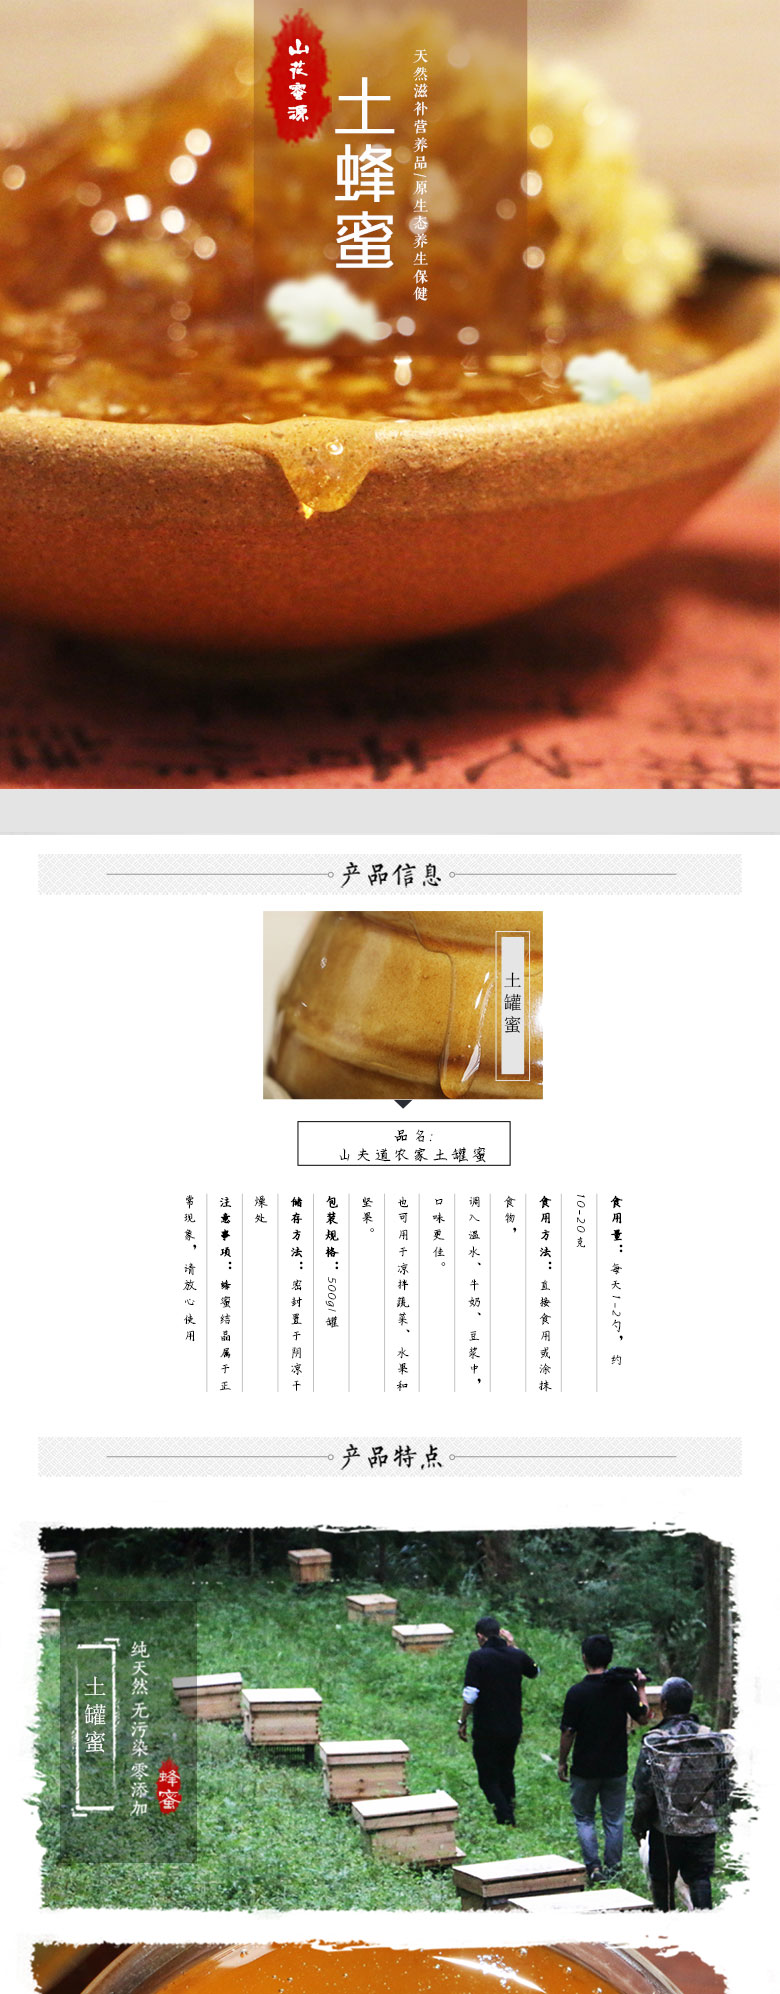 山花蜜源
土蜂蜜
天然滋补营养品/原生态养生保健
产品信息
土罐蜜
品名:
山夫道农家土罐蜜
食用量：每天1-2勺，约
10-20克
食用方法：直接食用或涂抹
食物，
调入温水、牛奶、豆浆中，
口味更佳。
也可用于凉拌蔬菜、水果和
坚果。
包装规格：500g/罐
储存方法：密封置于阴凉干
燥处
注意事项：蜂蜜结晶属于正
常现象，请放心使用
产品特点
土罐蜜
纯天然 无污染 零添加
蜂蜜